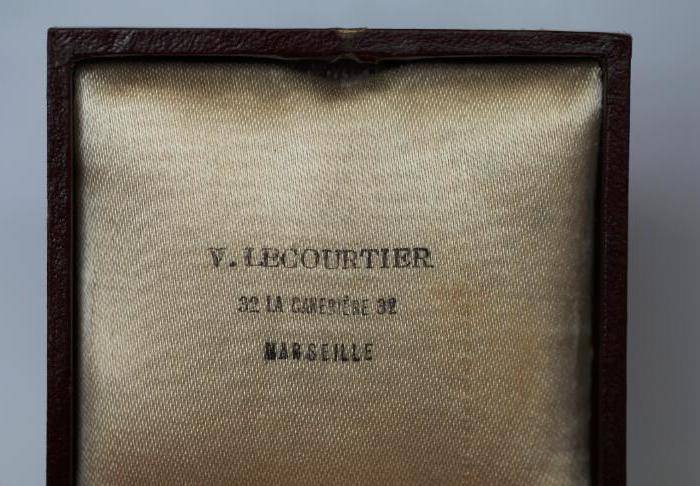 V. LECOURTIER
32 LA CANEBIÈRE 32
MARSEILLE